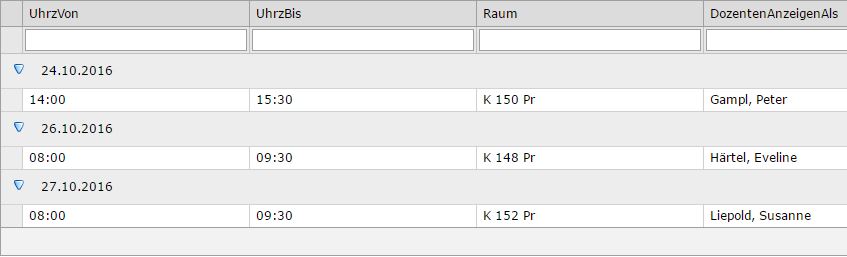 UhrzVon UhrzBis Raum DozentenAnzeigenAls
24.10.2016
14:00 15:30 K 150 Pr Gampl, Peter
26.10.2016
08:00 09:30 K 148 Pr Härtel, Eveline
27.10.2016
08:00 09:30 K 152 Pr Liepold, Susanne